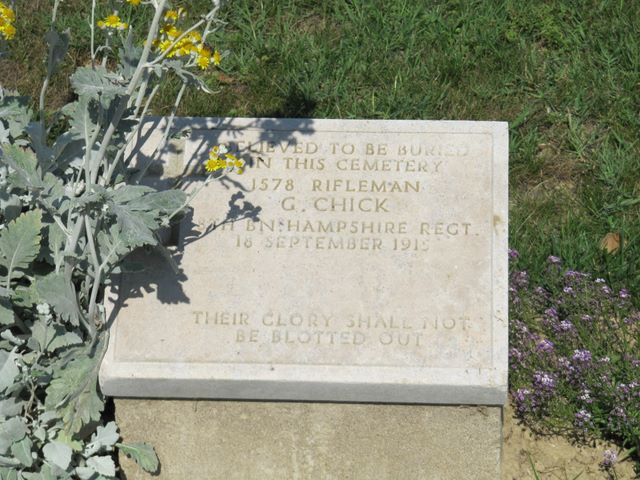 BELIEVED TO BE BURIED
IN THIS CEMETERY
1578 RIFLEMAN
G. CHICK
8TH BN. HAMPSHIRE REGT.
18 SEPTEMBER 1915
THEIR GLORY SHALL NOT
BE BLOTTED OUT